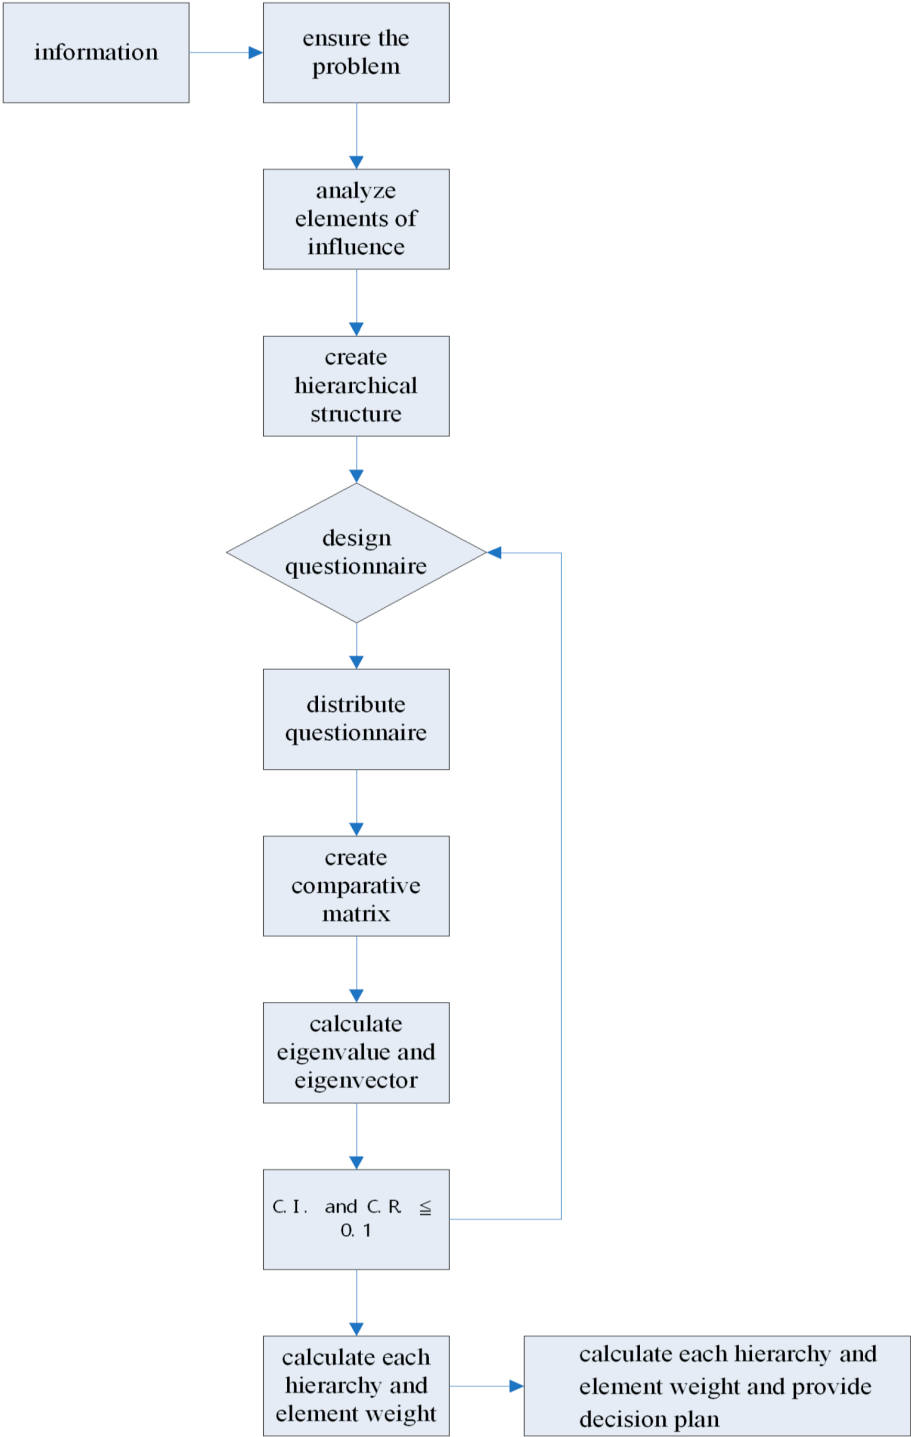 information
ensure the
problem
analyze
elements of
influence
create
hierarchical
structure
design
questionnaire
distribute
questionnaire
create
comparative
matrix
calculate
eigenvalue and
eigenvector
C.I. and C.R ≦
0.1
calculate each
hierarchy and
element weight
calculate each hierarchy and
element weight and provide
decision plan